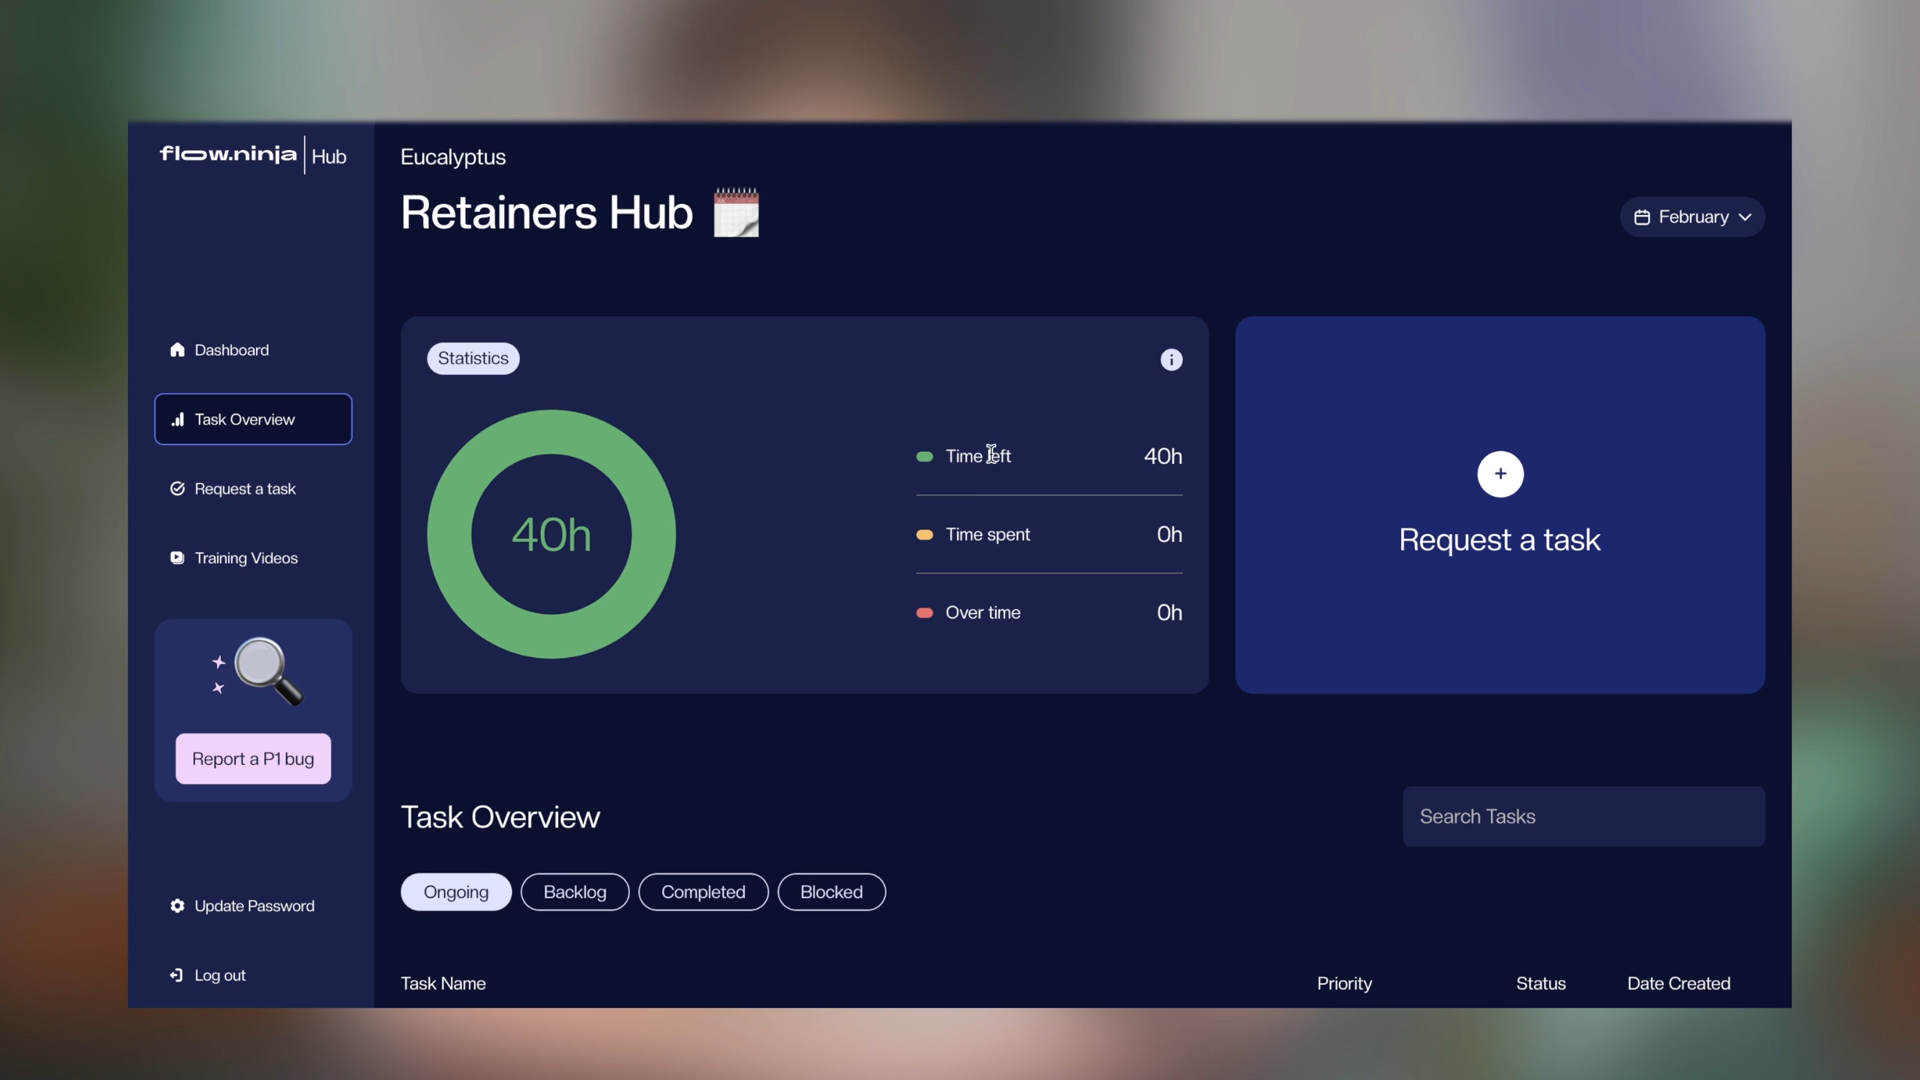 flow.ninja | Hub
Eucalyptus
Retainers Hub
February
Dashboard
Task Overview
Request a task
Training Videos
Report a P1 bug
Update Password
Log out
Statistics
i
40h
Time left 40h
Time spent 0h
Over time 0h
+
Request a task
Task Overview
Search Tasks
Ongoing Backlog Completed Blocked
Task Name Priority Status Date Created